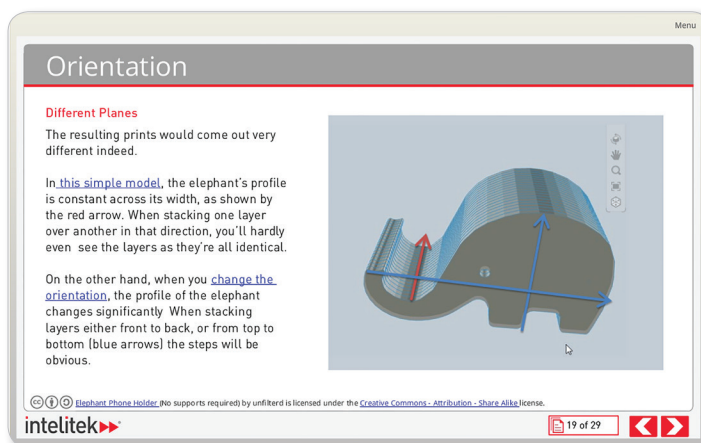 Menu
Orientation
Different Planes
The resulting prints would come out very
different indeed.
In this simple model, the elephant's profile
is constant across its width, as shown by
the red arrow. When stacking one layer
over another in that direction, you'll hardly
even see the layers as they're all identical.
On the other hand, when you change the
orientation, the profile of the elephant
changes significantly When stacking
layers either front to back, or from top to
bottom (blue arrows) the steps will be
obvious.
cc Elephant Phone Holder (No supports required) by unfilterd is licensed under the Creative Commons - Attribution - Share Alike license.
intelitek
19 of 29